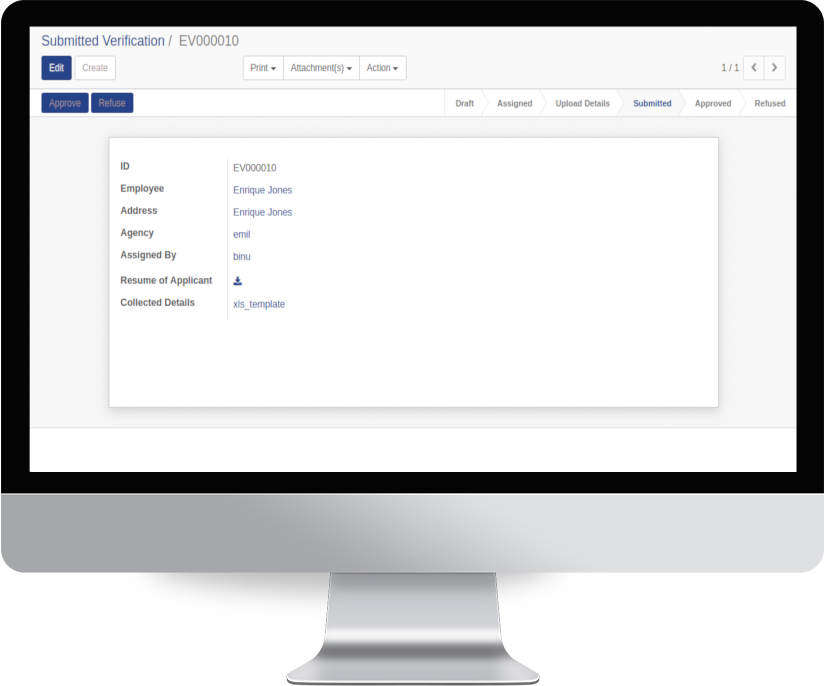 Submitted Verification / EV000010
Edit Create Print Attachment(s) Action 1 / 1
Approve Refuse Draft Assigned Upload Details Submitted Approved Refused
ID EV000010
Employee Enrique Jones
Address Enrique Jones
Agency emil
Assigned By binu
Resume of Applicant
Collected Details xls_template